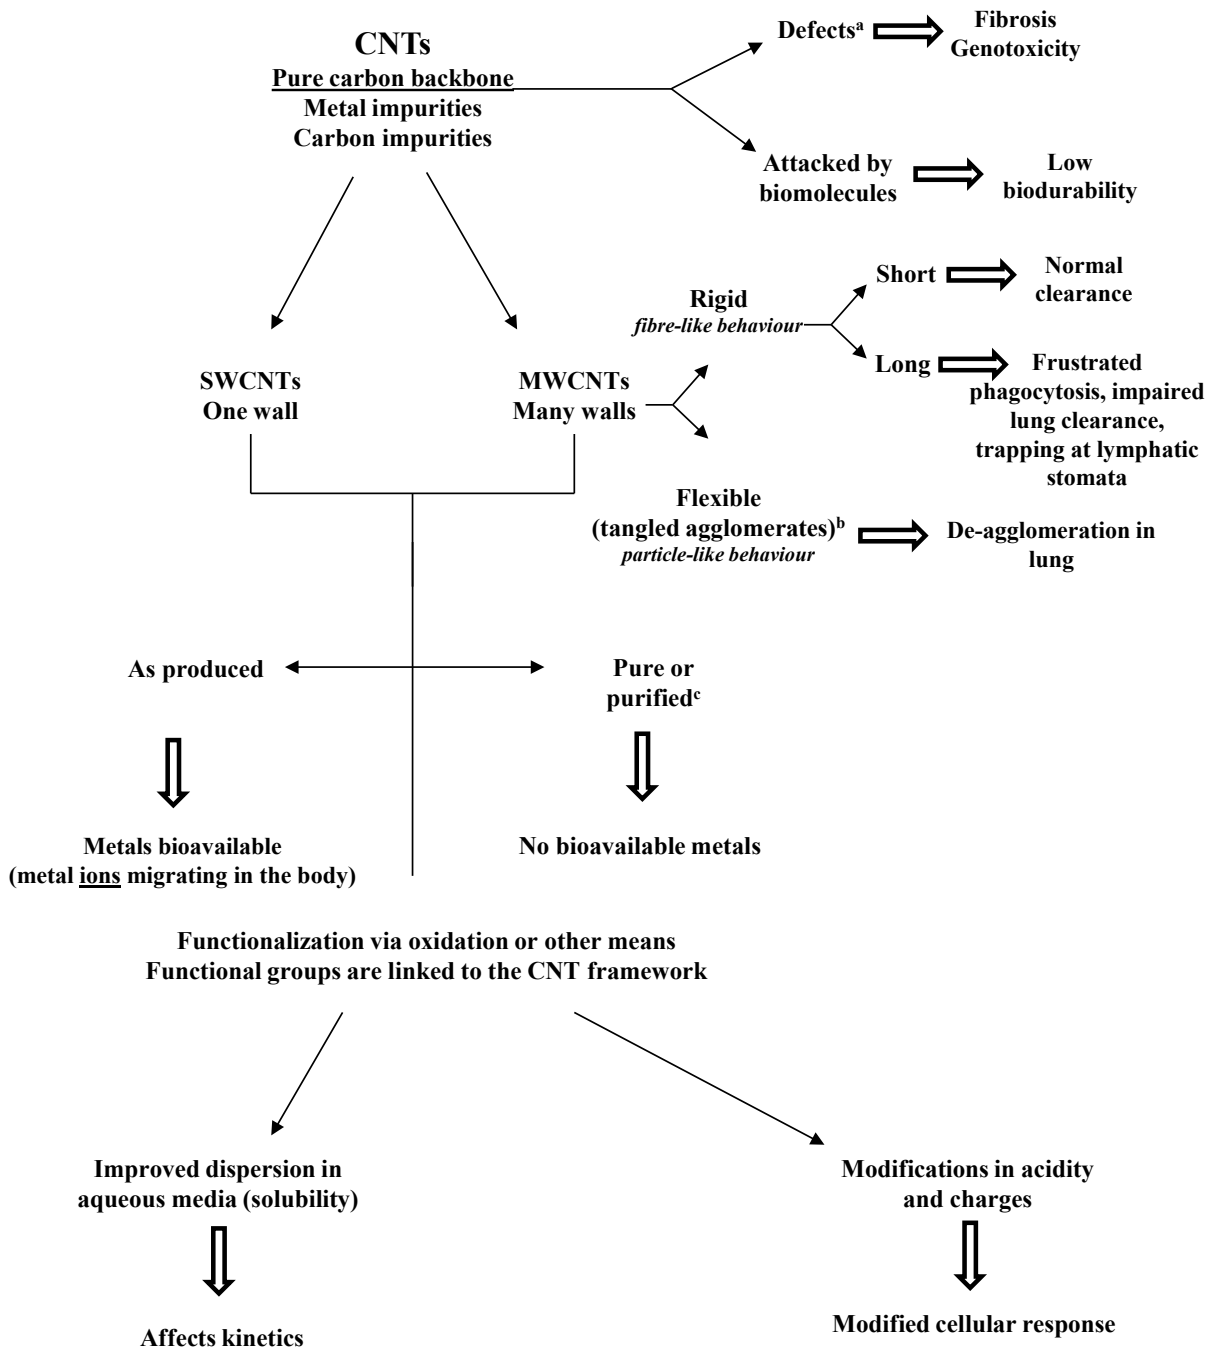 CNTs
Pure carbon backbone
Metal impurities
Carbon impurities
Defectsᵃ
Fibrosis
Genotoxicity
Attacked by
biomolecules
Low
biodurability
SWCNTs
One wall
MWCNTs
Many walls
Rigid
fibre-like behaviour
Short
Normal
clearance
Long
Frustrated
phagocytosis, impaired
lung clearance,
trapping at lymphatic
stomata
Flexible
(tangled agglomerates)ᵇ
particle-like behaviour
De-agglomeration in
lung
As produced
Pure or
purifiedᶜ
Metals bioavailable
(metal ions migrating in the body)
No bioavailable metals
Functionalization via oxidation or other means
Functional groups are linked to the CNT framework
Improved dispersion in
aqueous media (solubility)
Modifications in acidity
and charges
Affects kinetics
Modified cellular response